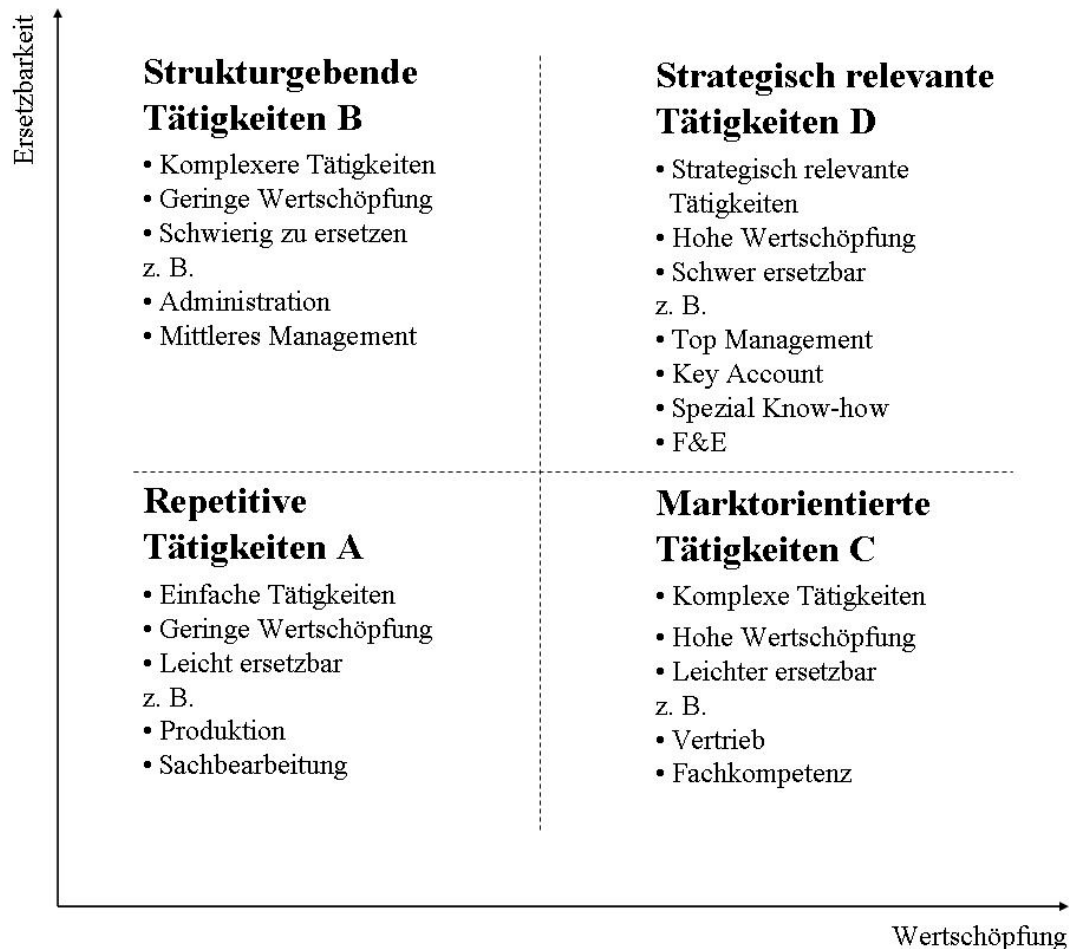 Ersetzbarkeit
Strukturgebende
Tätigkeiten B
• Komplexere Tätigkeiten
• Geringe Wertschöpfung
• Schwierig zu ersetzen
z. B.
• Administration
• Mittleres Management
Strategisch relevante
Tätigkeiten D
• Strategisch relevante
Tätigkeiten
• Hohe Wertschöpfung
• Schwer ersetzbar
z. B.
• Top Management
• Key Account
• Spezial Know-how
• F&E
Repetitive
Tätigkeiten A
• Einfache Tätigkeiten
• Geringe Wertschöpfung
• Leicht ersetzbar
z. B.
• Produktion
• Sachbearbeitung
Marktorientierte
Tätigkeiten C
• Komplexe Tätigkeiten
• Hohe Wertschöpfung
• Leichter ersetzbar
z. B.
• Vertrieb
• Fachkompetenz
Wertschöpfung